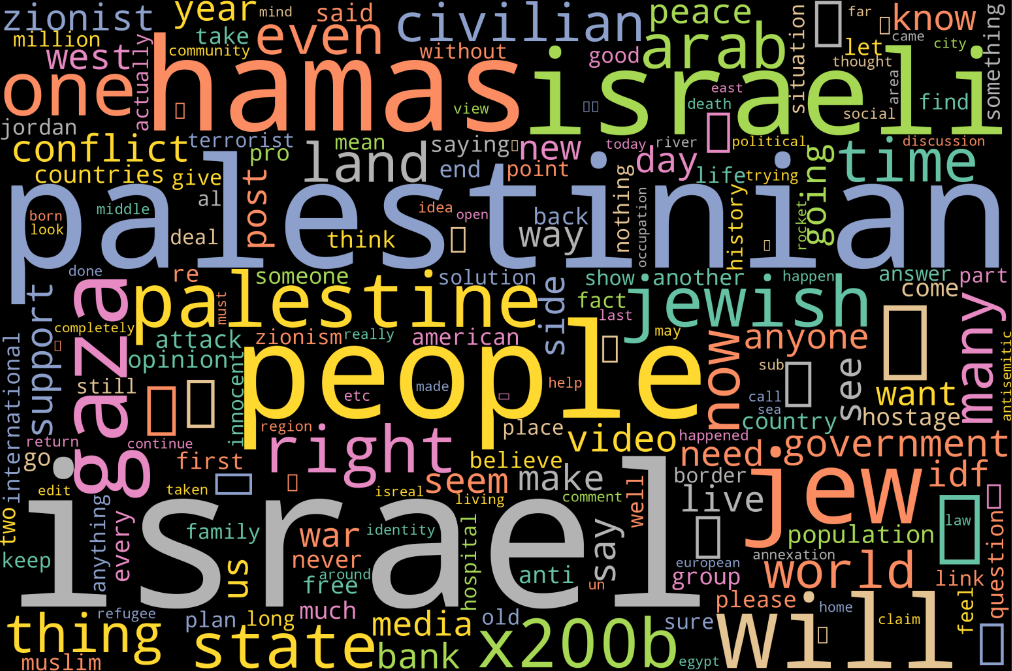 zionist
million
year
mind
said
civilian
peace
situation
far
know
something
west
actually
community
take
even
without
good
arab
let
came
city
thought
one
hamas
view
israeli
east
death
social
area
find
jordan
terrorist
mean
saying
new
today
river
political
discussion
conflict
pro
land
end
point
day
time
countries
give
post
life
trying
going
al
palestinian
born
look
middle
deal
think
idea
open
back
way
nothing
occupation
history
rocket
done
re
someone
solution
show
another
happen
answer
part
come
gaza
palestine
must
side
fact
last
jewish
many
support
completely
attack
zionism
really
american
may
now
anyone
opinion
international
still
innocent
people
made
etc
help
sub
call
sea
see
want
antisemitic
country
hostage
return
go
continue
region
first
right
place
video
happened
need
government
believe
seem
make
border
live
jew
idf
two
edit
taken
israel
isreal
living
comment
well
law
keep
anything
every
family
us
war
never
free
around
identity
hospital
anti
say
un
european
group
population
annexation
world
link
question
refugee
plan
long
much
media
old
sure
please
will
home
claim
feel
thing
muslim
state
bank
x200b
egypt